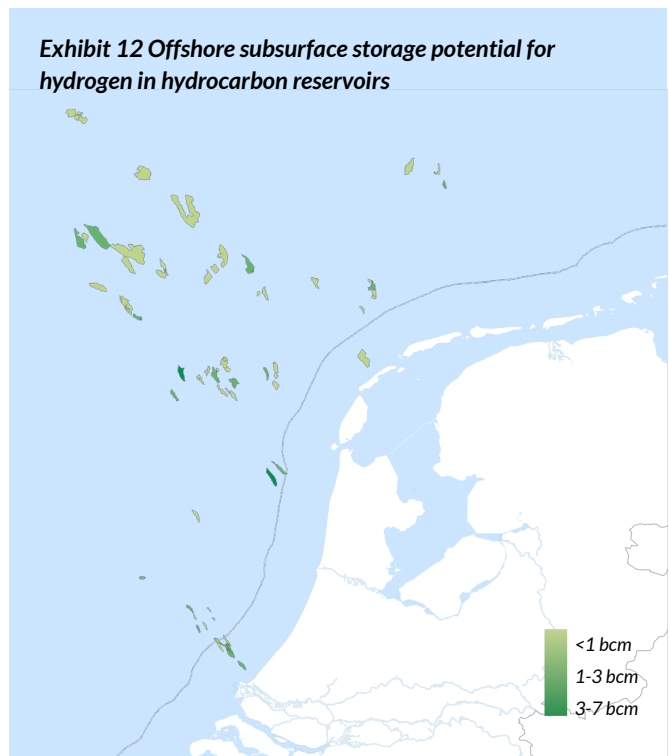 Exhibit 12 Offshore subsurface storage potential for
hydrogen in hydrocarbon reservoirs
<1 bcm
1-3 bcm
3-7 bcm